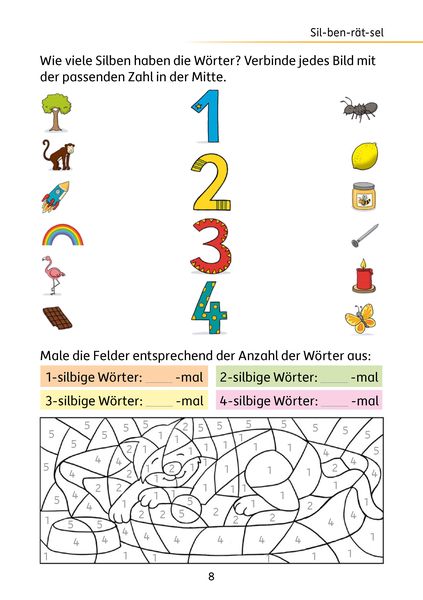 Sil-ben-rät-sel
Wie viele Silben haben die Wörter? Verbinde jedes Bild mit
der passenden Zahl in der Mitte.
1
2
3
4
Male die Felder entsprechend der Anzahl der Wörter aus:
1-silbige Wörter: ____ -mal
2-silbige Wörter: ____ -mal
3-silbige Wörter: ____ -mal
4-silbige Wörter: ____ -mal
8